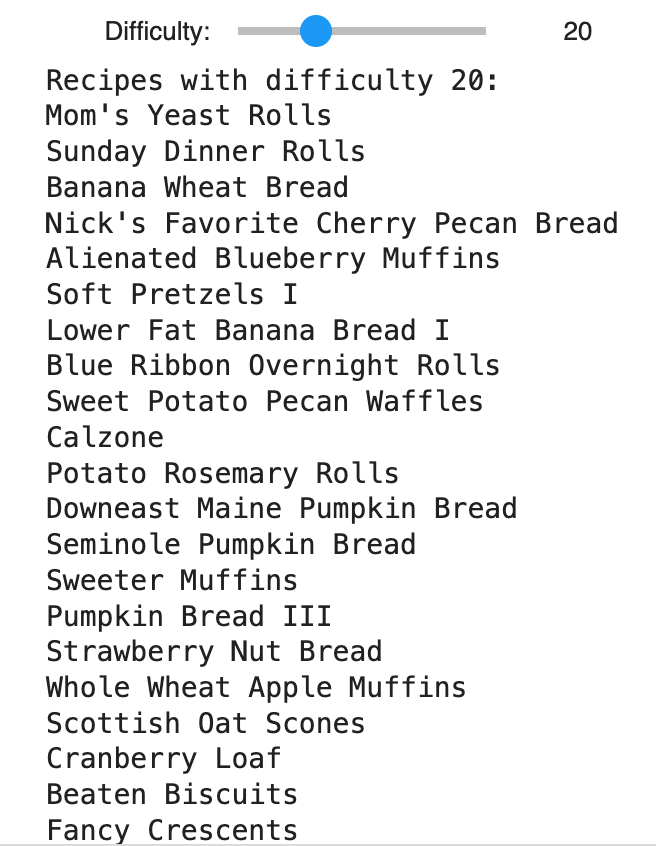 Difficulty: 20
Recipes with difficulty 20:
Mom's Yeast Rolls
Sunday Dinner Rolls
Banana Wheat Bread
Nick's Favorite Cherry Pecan Bread
Alienated Blueberry Muffins
Soft Pretzels I
Lower Fat Banana Bread I
Blue Ribbon Overnight Rolls
Sweet Potato Pecan Waffles
Calzone
Potato Rosemary Rolls
Downeast Maine Pumpkin Bread
Seminole Pumpkin Bread
Sweeter Muffins
Pumpkin Bread III
Strawberry Nut Bread
Whole Wheat Apple Muffins
Scottish Oat Scones
Cranberry Loaf
Beaten Biscuits
Fancy Crescents